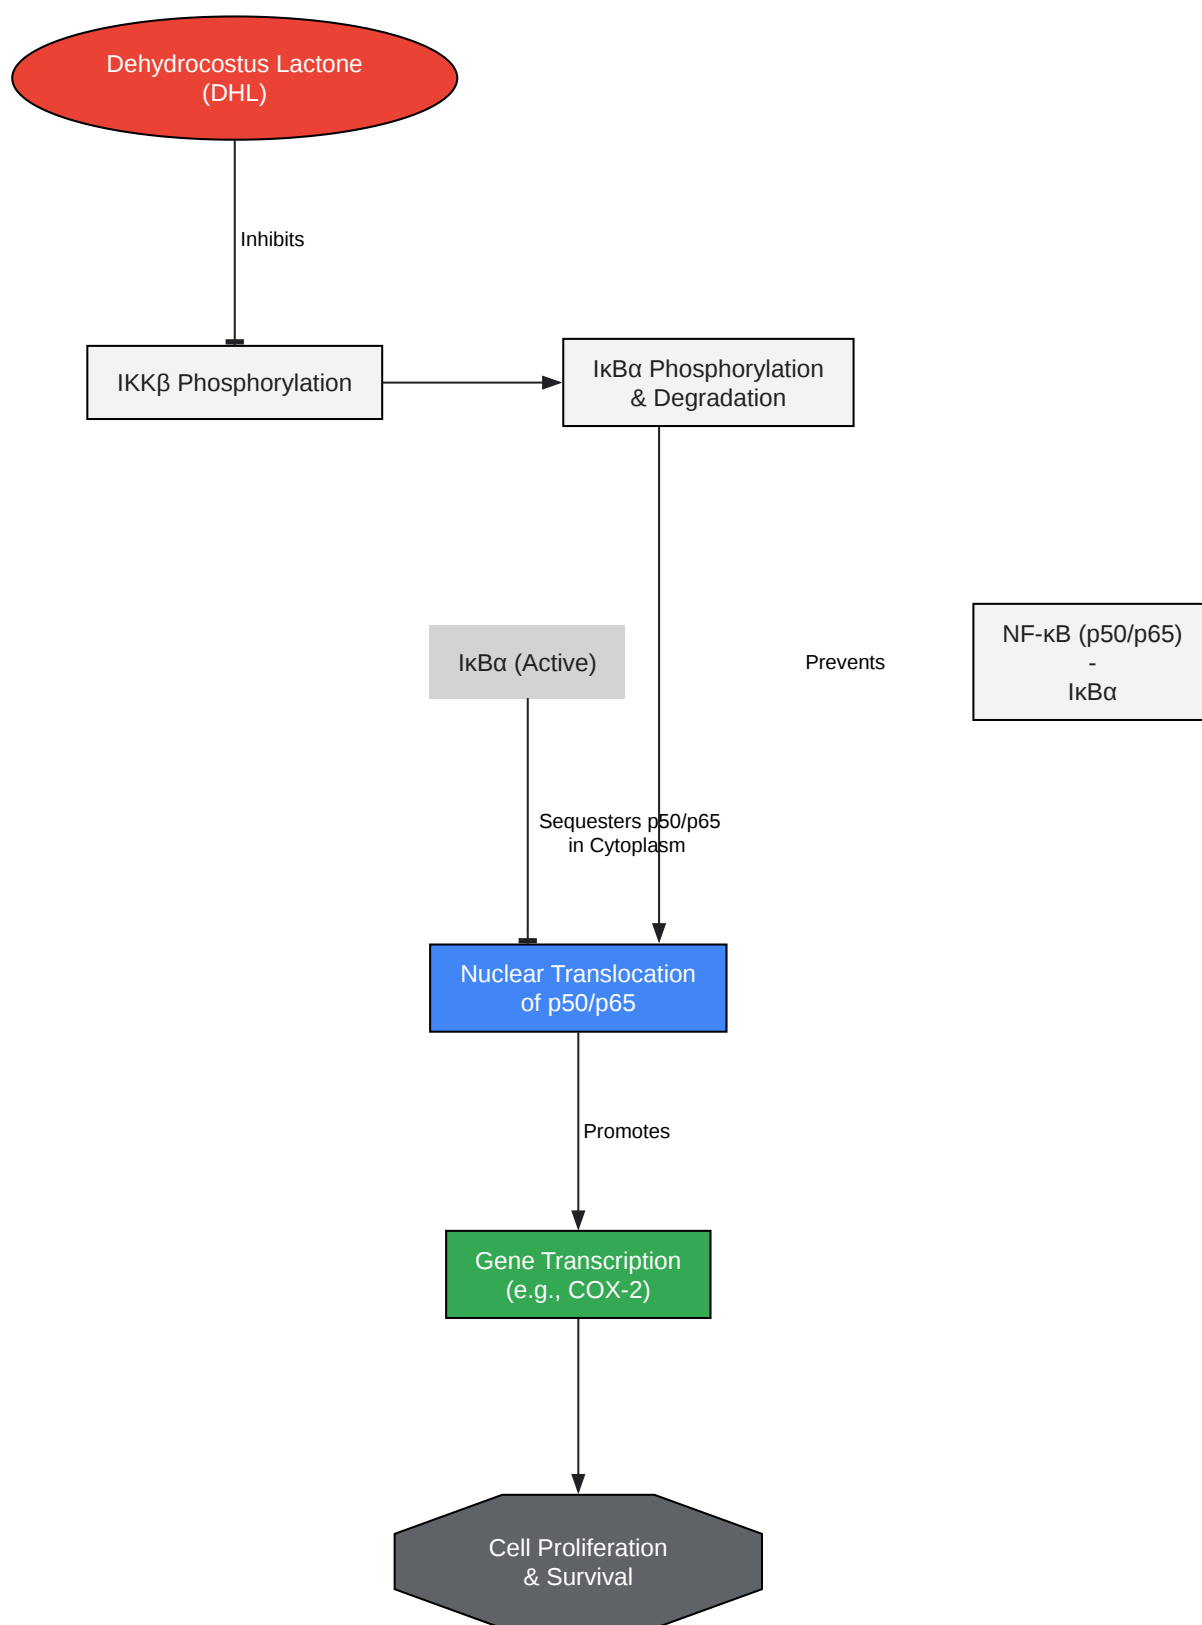 Dehydrocostus Lactone
(DHL)
Inhibits
IKKβ Phosphorylation
IκBα Phosphorylation
& Degradation
IκBα (Active)
Prevents
NF-κB (p50/p65)
-
IκBα
Sequesters p50/p65
in Cytoplasm
Nuclear Translocation
of p50/p65
Promotes
Gene Transcription
(e.g., COX-2)
Cell Proliferation
& Survival